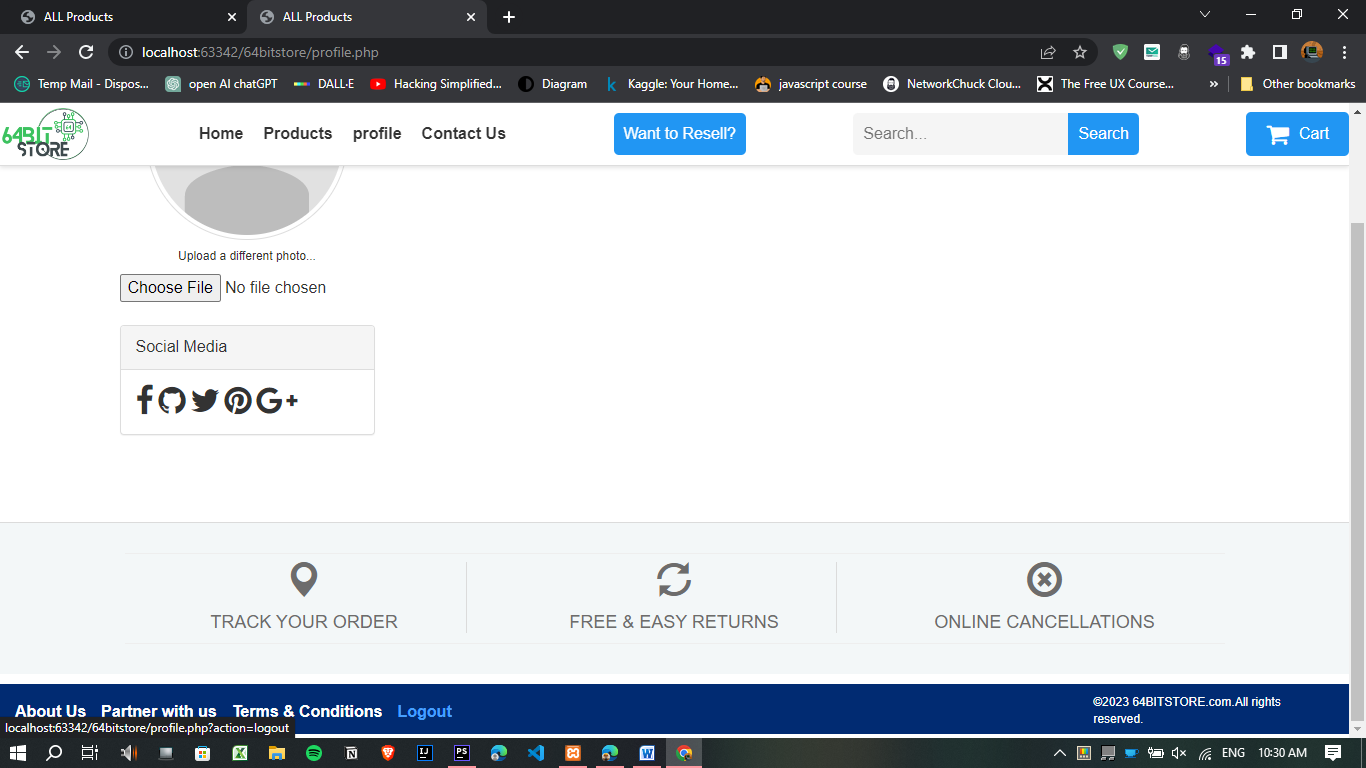 ALL Products
ALL Products
localhost:63342/64bitstore/profile.php
15
Temp Mail - Dispos...
open AI chatGPT
DALL·E
Hacking Simplified...
Diagram
Kaggle: Your Home...
javascript course
NetworkChuck Clou...
The Free UX Course...
»
Other bookmarks
64BIT
STORE
Home
Products
profile
Contact Us
Want to Resell?
Search...
Search
Cart
Upload a different photo...
Choose File No file chosen
Social Media
TRACK YOUR ORDER
FREE & EASY RETURNS
ONLINE CANCELLATIONS
About Us
Partner with us
Terms & Conditions
Logout
©2023 64BITSTORE.com.All rights
reserved.
localhost:63342/64bitstore/profile.php?action=logout
ENG
10:30 AM